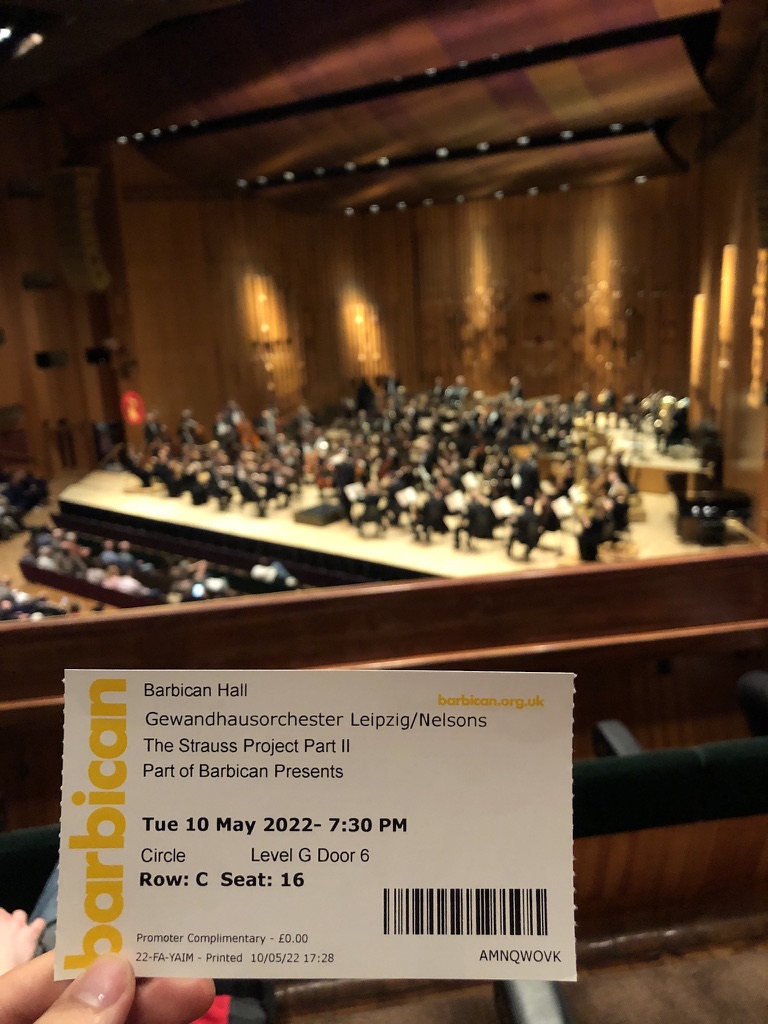 barbican
Barbican Hall
barbican.org.uk
Gewandhausorchester Leipzig/Nelsons
The Strauss Project Part II
Part of Barbican Presents
Tue 10 May 2022- 7:30 PM
Circle Level G Door 6
Row: C Seat: 16
Promoter Complimentary - £0.00
22-FA-YAIM - Printed 10/05/22 17:28
AMNQWOVK